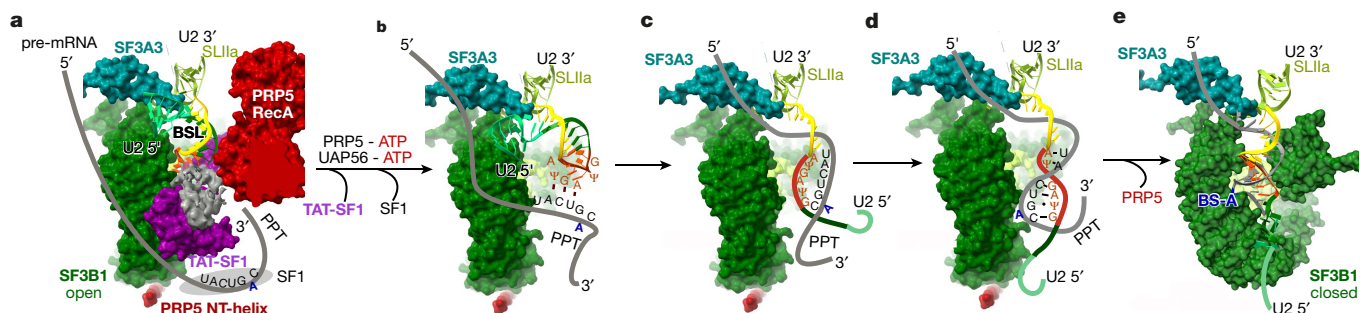 a
pre-mRNA
5′
SF3A3
U2 3′
SLIIa
PRP5
RecA
BSL
U2 5′
3′
PPT
TAT-SF1
UACUG C
A
SF1
SF3B1
open
PRP5 NT-helix
PRP5 - ATP
UAP56 - ATP
TAT-SF1
SF1
b
5′
SF3A3
U2 3′
SLIIa
U2 5′
A G
Ψ G A Ψ
U A C U G C
A
PPT
3′
c
5′
SF3A3
U2 3′
SLIIa
UACUGC
A
U2 5′
PPT
3′
d
5'
SF3A3
U2 3′
SLIIa
U
A
C
U
G
C
A
GAΨG
3′
PPT
U2 5′
PRP5
e
5′
SF3A3
U2 3′
SLIIa
BS-A
SF3B1
closed
U2 5′